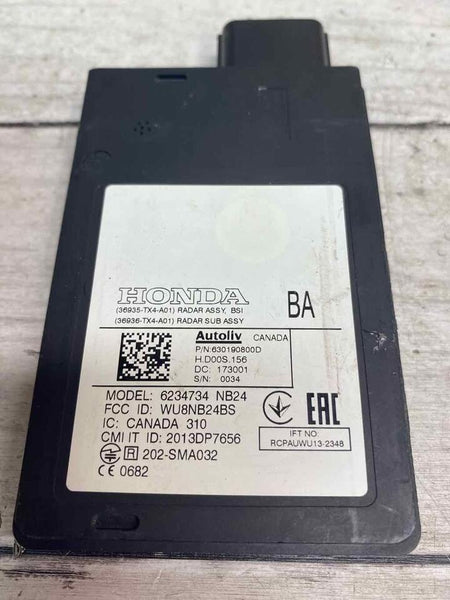 HONDA
BA
(36935-TX4-A01) RADAR ASSY, BSI
(36936-TX4-A01) RADAR SUB ASSY
Autoliv CANADA
P/N:630190800D
H.D00S.156
DC: 173001
S/N: 0034
MODEL: 6234734 NB24
FCC ID: WU8NB24BS
IC: CANADA 310
CMI IT ID: 2013DP7656
R 202-SMA032
CE 0682
EAC
IFT NO:
RCPAUWU13-2348